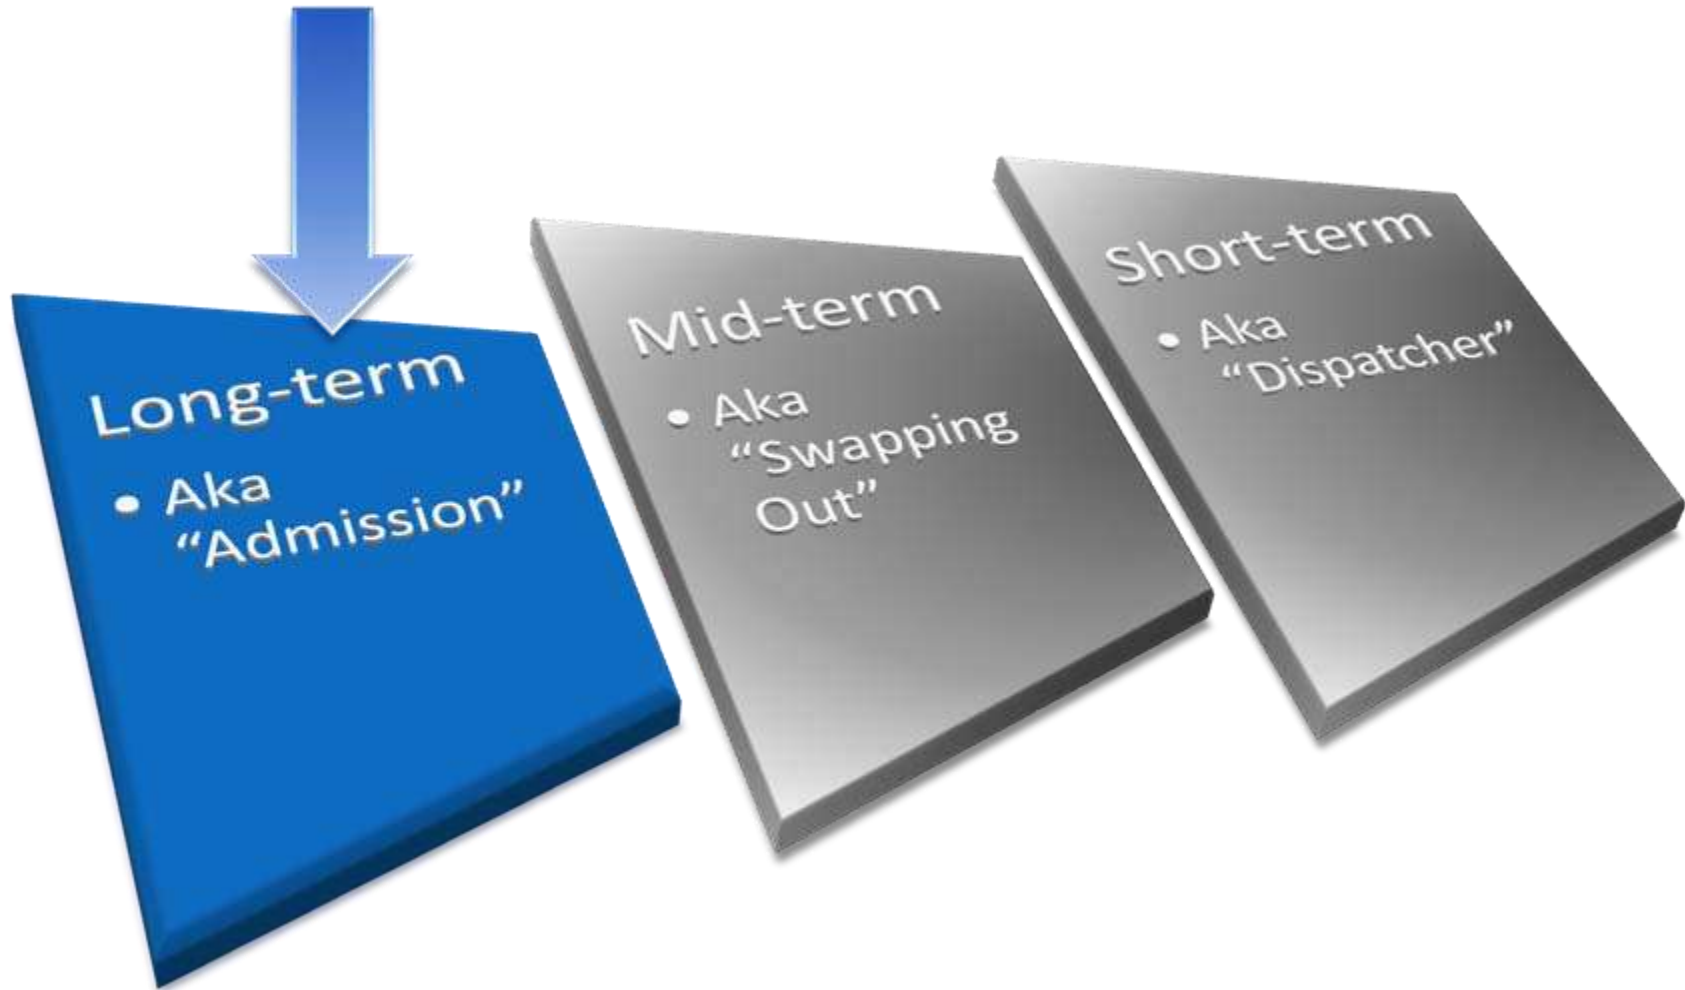 Long-term
• Aka
“Admission”
Mid-term
• Aka
“Swapping
Out”
Short-term
• Aka
“Dispatcher”